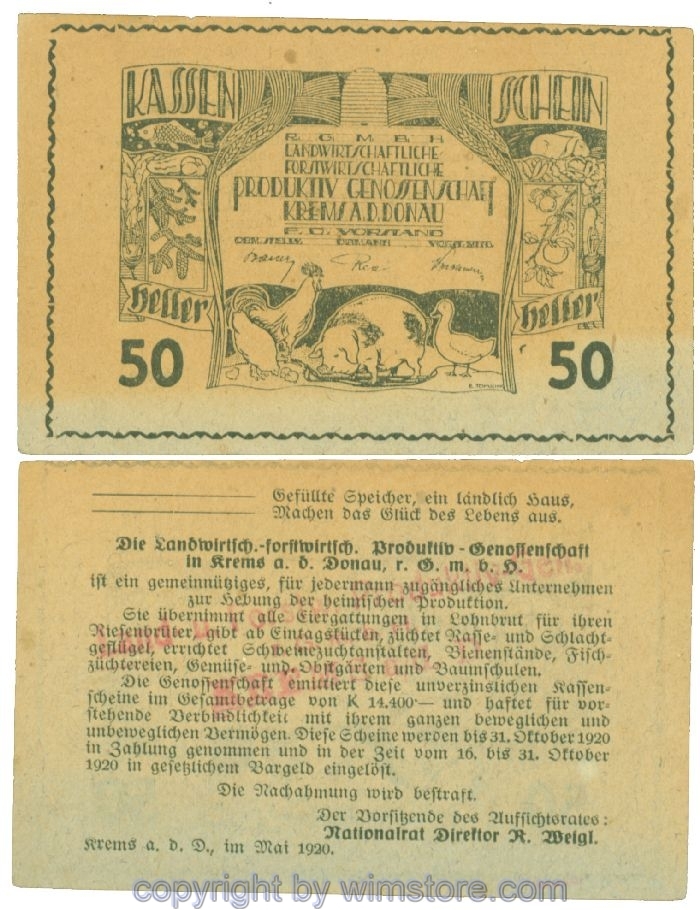 KASSEN SCHEIN
R. G. M. B. H.
LANDWIRTSCHAFTLICHE
FORSTWIRTSCHAFTLICHE
PRODUKTIV GENOSSENSCHAFT
KREMS A.D. DONAU
F. D. VORSTAND
OBM. STELLV. OBMANN VORST. MTG.
Heller Heller
50 50
Gefüllte Speicher, ein ländlich Haus,
Machen das Glück des Lebens aus.
Die Landwirtsch.-forstwirtsch. Produktiv-Genossenschaft
in Krems a. d. Donau, r. G. m. b. H.
ist ein gemeinnütziges, für jedermann zugängliches Unternehmen
zur Hebung der heimischen Produktion.
Sie übernimmt alle Eiergattungen in Lohnbrut für ihren
Riesenbrüter, gibt ab Eintagskücken, züchtet Rasse- und Schlacht-
geflügel, errichtet Schweinezuchtanstalten, Bienenstände, Fisch-
züchtereien, Gemüse- und Obstgärten und Baumschulen.
Die Genossenschaft emittiert diese unverzinslichen Kassen-
scheine im Gesamtbetrage von K 14.400·— und haftet für vor-
stehende Verbindlichkeit mit ihrem ganzen beweglichen und
unbeweglichen Vermögen. Diese Scheine werden bis 31. Oktober 1920
in Zahlung genommen und in der Zeit vom 16. bis 31. Oktober
1920 in gesetzlichem Bargeld eingelöst.
Die Nachahmung wird bestraft.
Der Vorsitzende des Aufsichtsrates:
Nationalrat Direktor R. Weigl.
Krems a. d. D., im Mai 1920.
copyright by wimstore.com